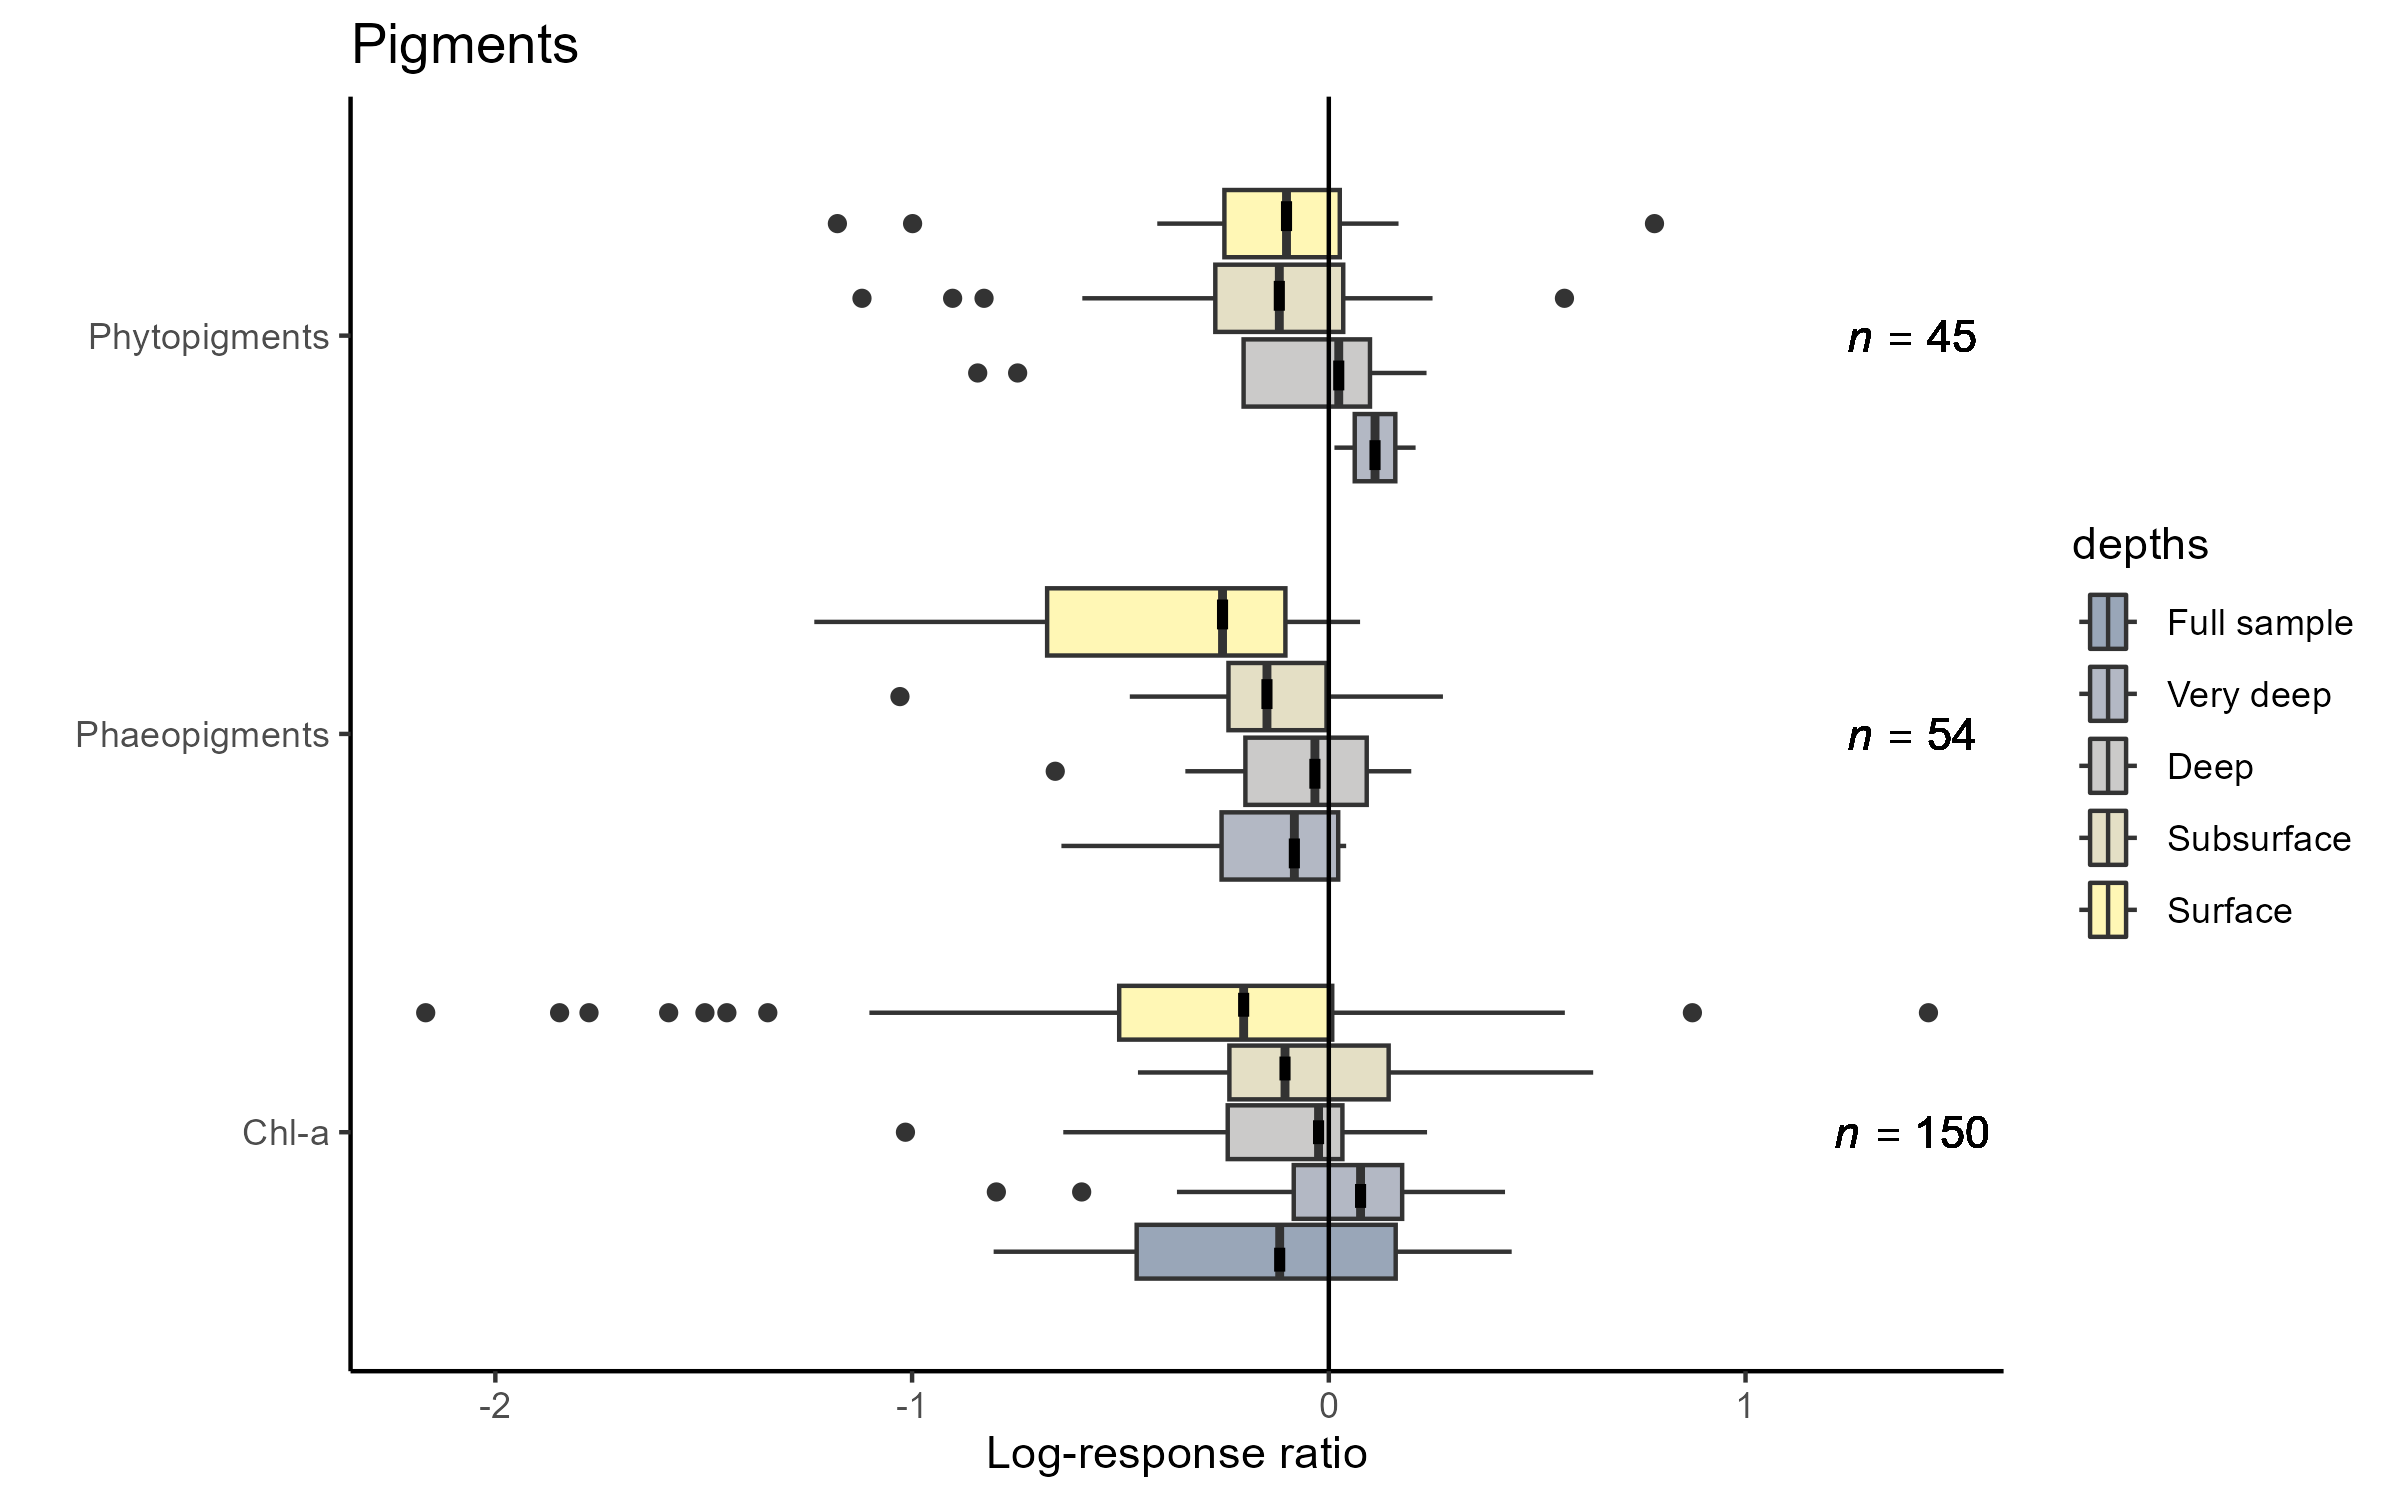 Pigments
Phytopigments
n = 45
Phaeopigments
n = 54
Chl-a
n = 150
depths
Full sample
Very deep
Deep
Subsurface
Surface
-2 -1 0 1
Log-response ratio